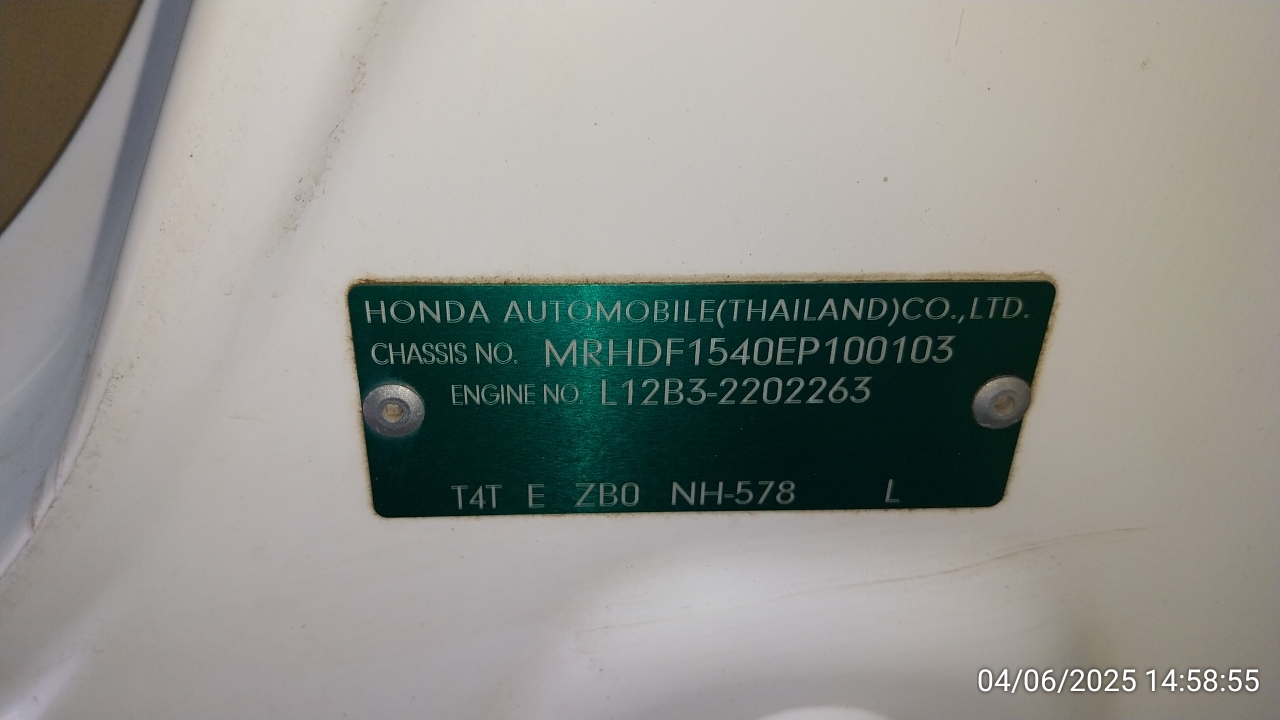 HONDA AUTOMOBILE(THAILAND)CO.,LTD.
CHASSIS NO. MRHDF1540EP100103
ENGINE NO. L12B3-2202263
T4T E ZB0 NH-578 L
04/06/2025 14:58:55